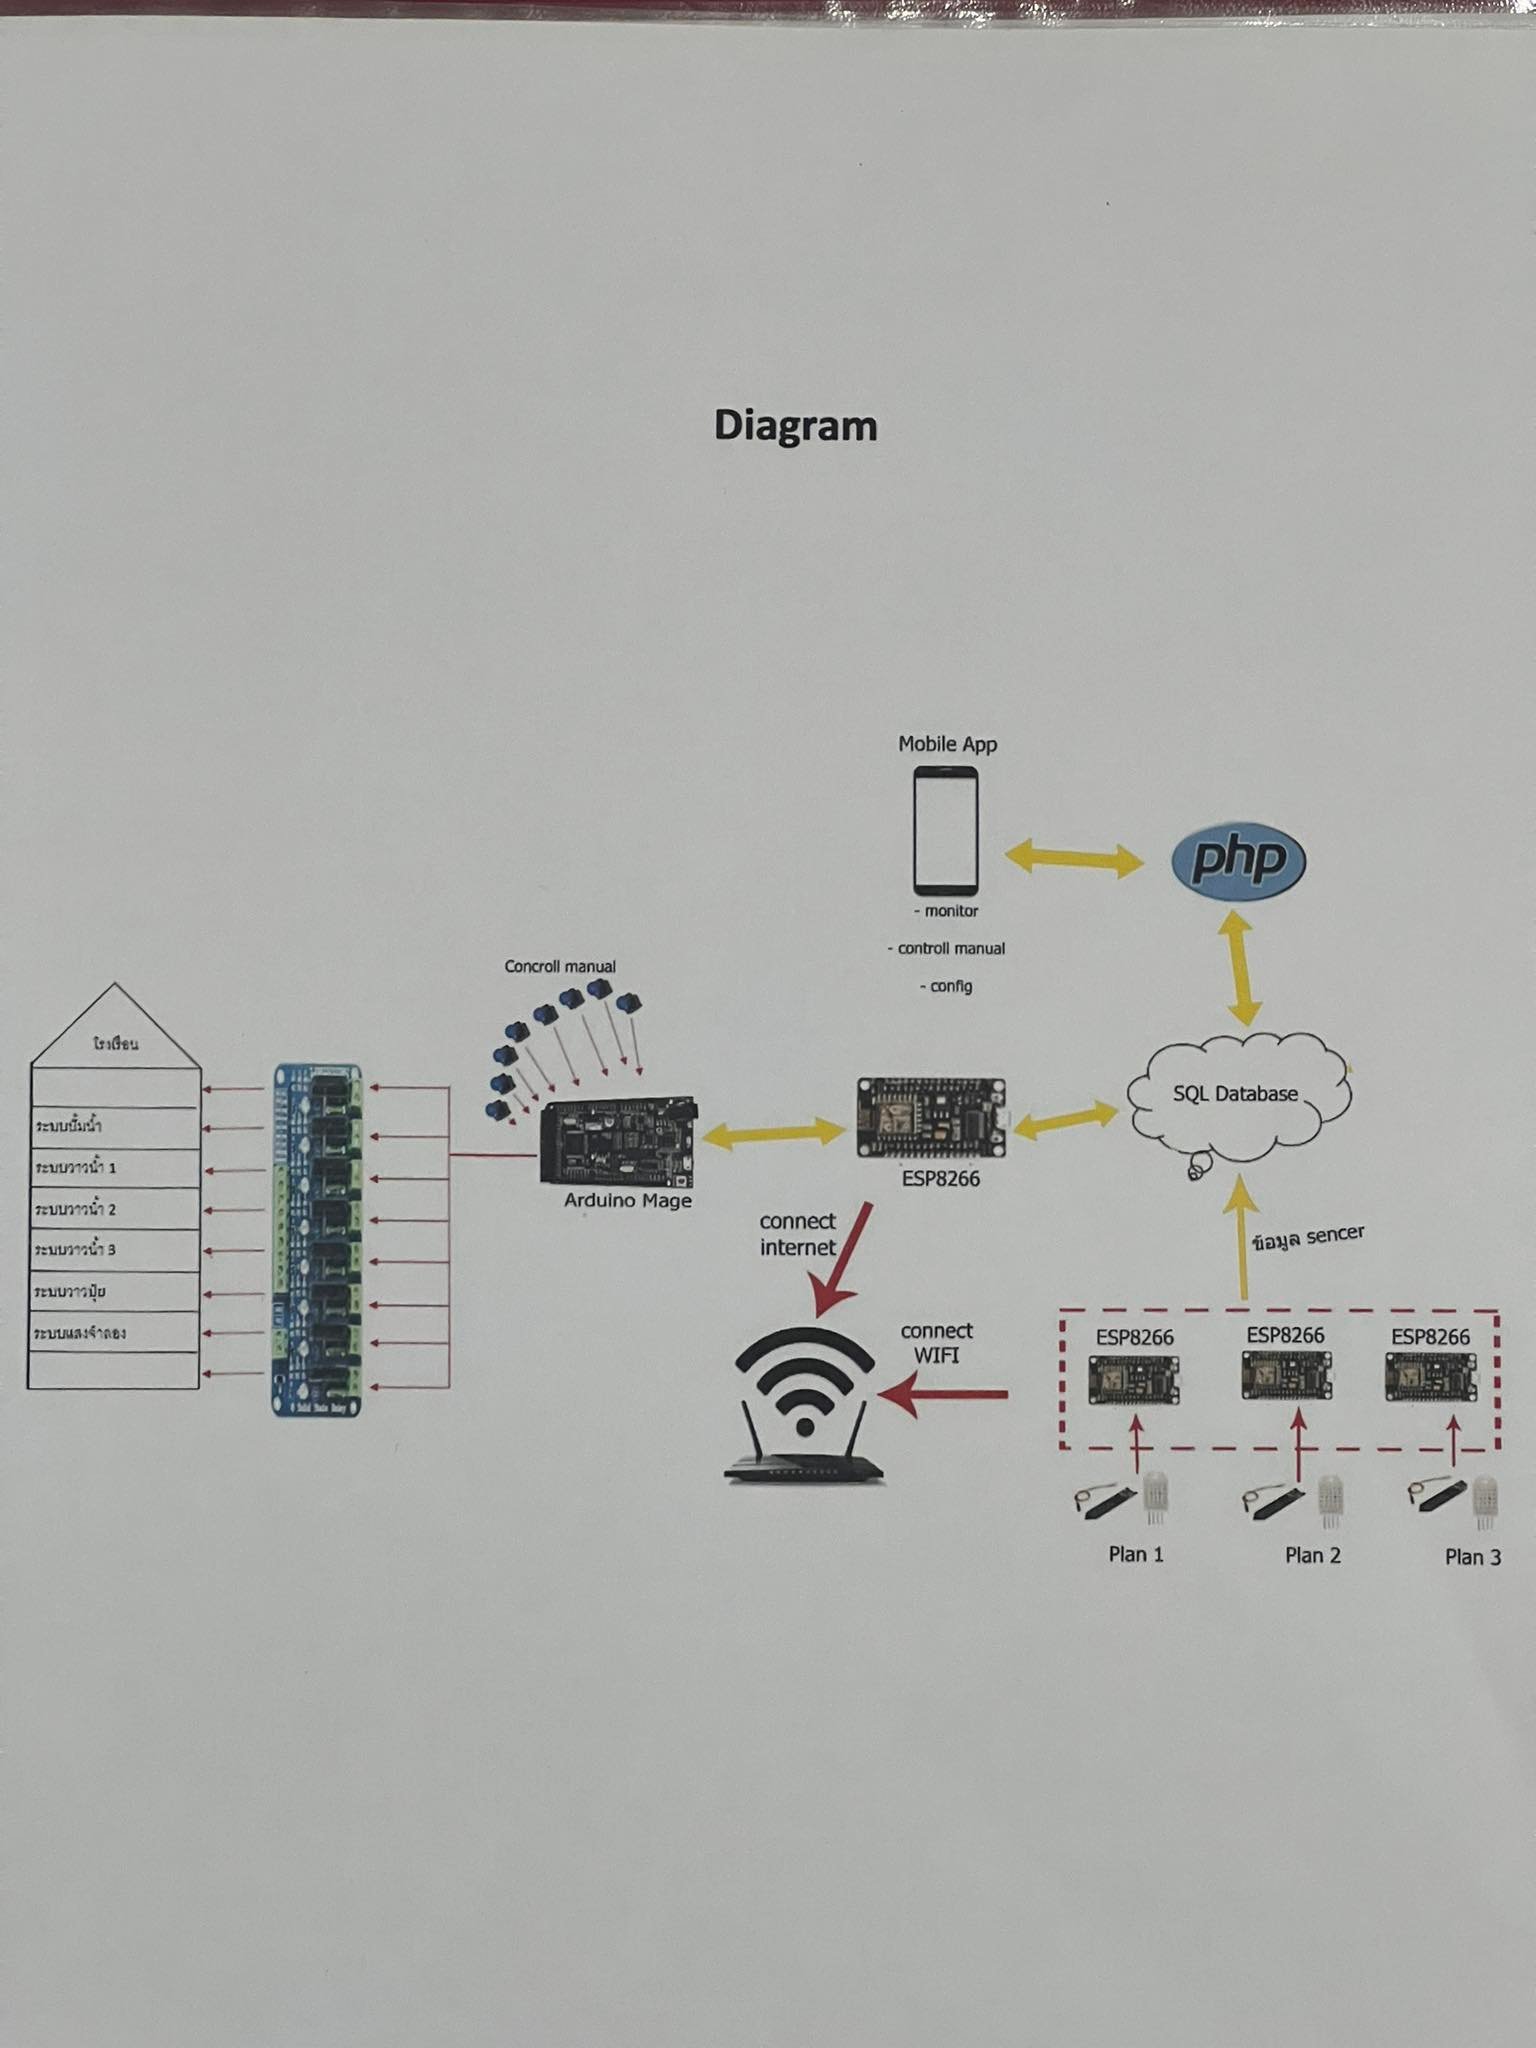 Diagram
Mobile App
php
- monitor
- controll manual
- config
Concroll manual
โรงเรือน
ระบบปั๊มน้ำ
ระบบวาวน้ำ 1
ระบบวาวน้ำ 2
ระบบวาวน้ำ 3
ระบบวาวปุ๋ย
ระบบแสงจำลอง
8 Solid State Relay
Arduino Mage
ESP8266
SQL Database
connect
internet
connect
WIFI
ข้อมูล sencer
ESP8266
ESP8266
ESP8266
Plan 1
Plan 2
Plan 3